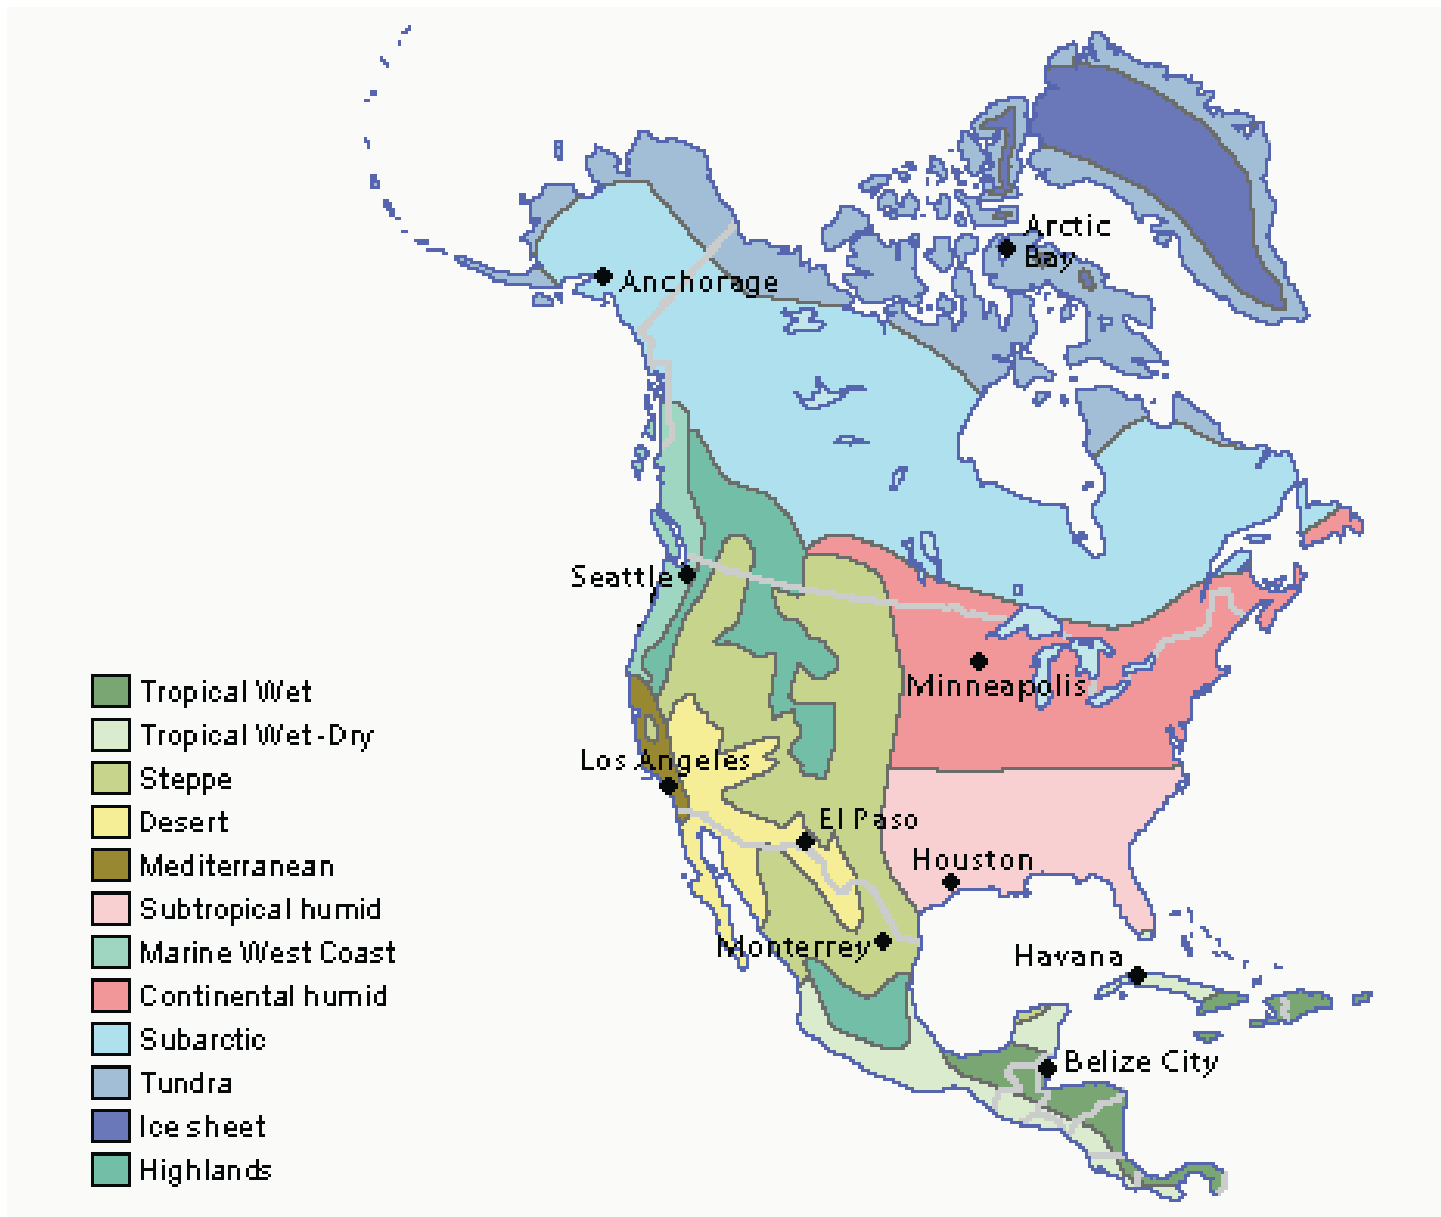 Arctic
Bay
Anchorage
Seattle
Minneapolis
Los Angeles
El Paso
Houston
Monterrey
Havana
Belize City
Tropical Wet
Tropical Wet-Dry
Steppe
Desert
Mediterranean
Subtropical humid
Marine West Coast
Continental humid
Subarctic
Tundra
Ice sheet
Highlands